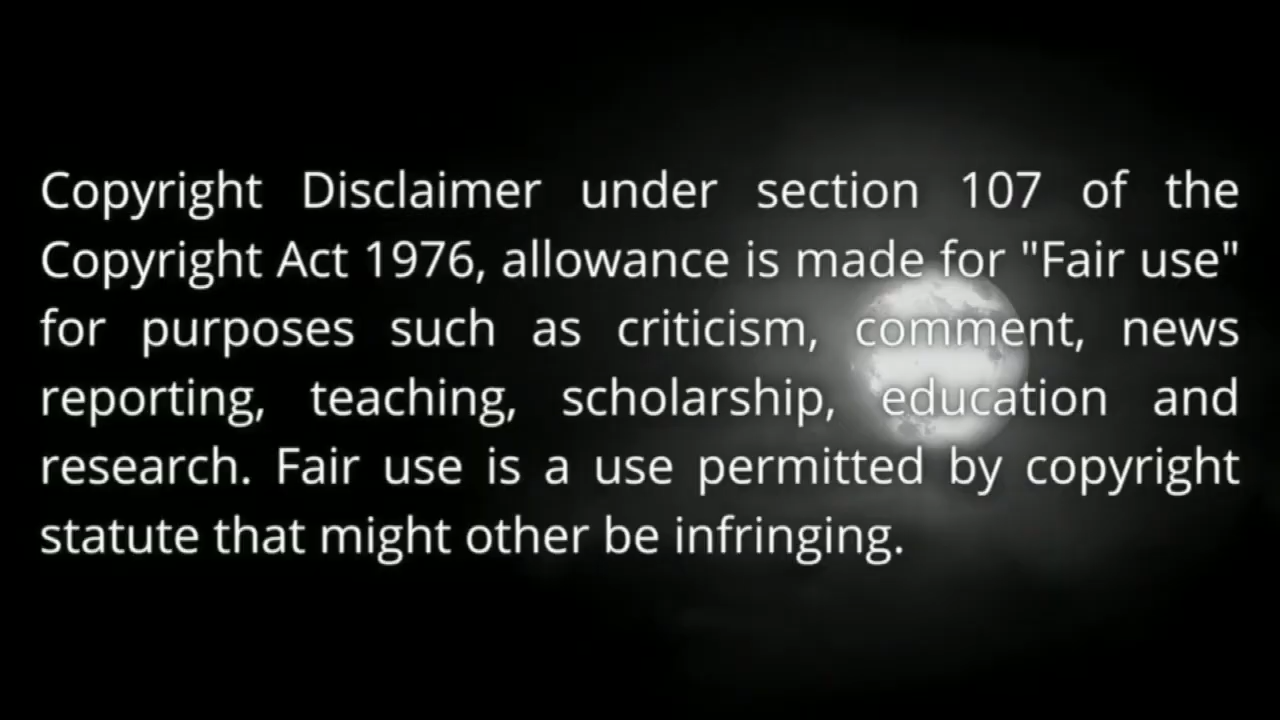 Copyright Disclaimer under section 107 of the
Copyright Act 1976, allowance is made for "Fair use"
for purposes such as criticism, comment, news
reporting, teaching, scholarship, education and
research. Fair use is a use permitted by copyright
statute that might other be infringing.